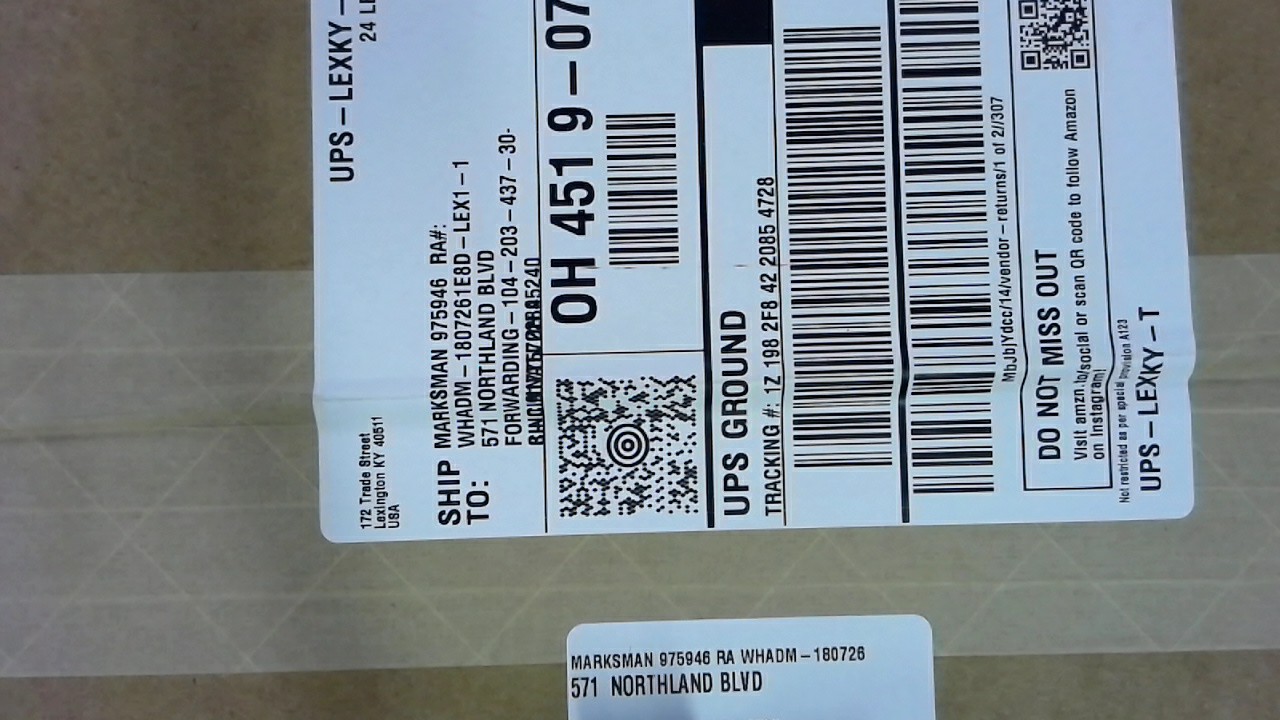 UPS-LEXKY-
24 L
172 Trade Street
Lexington KY 40511
USA
SHIP
TO:
MARKSMAN 975946 RA#:
WHADM-1807261E8D-LEX1-1
571 NORTHLAND BLVD
FORWARDING-104-203-437-30-
OH 451 9-07
UPS GROUND
TRACKING #: 1Z 198 2F8 42 2085 4728
MbJbjYdcc/14/vendor-returns/1 of 2//307
DO NOT MISS OUT
Visit amzn.to/social or scan QR code to follow Amazon
on Instagram!
Not restricted as per special Provision A123
UPS-LEXKY-T
MARKSMAN 975946 RA WHADM-180726
571 NORTHLAND BLVD